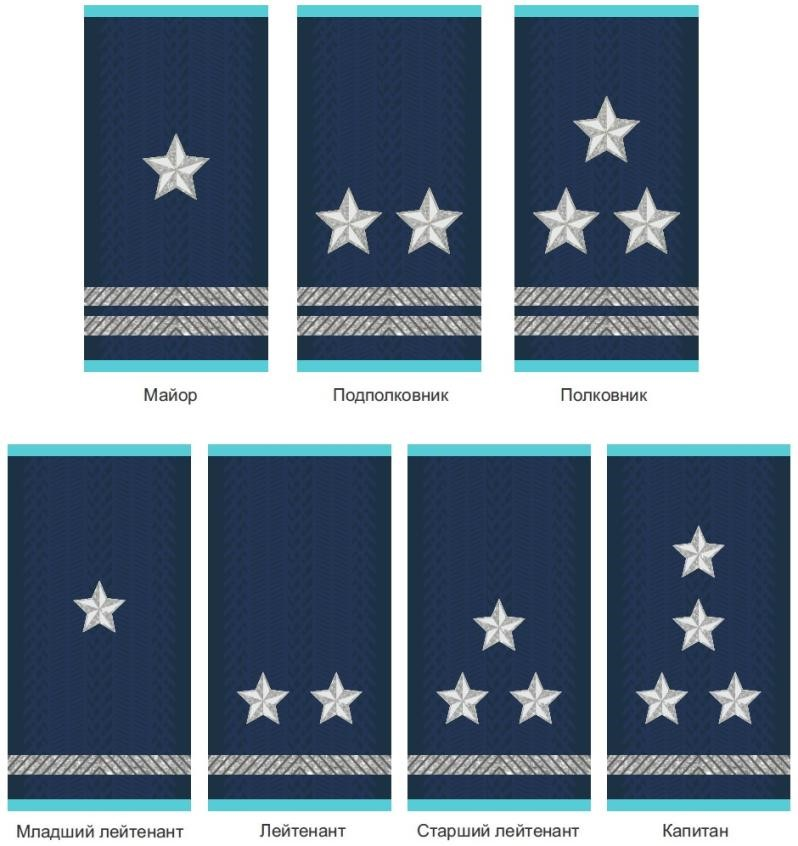 Майор
Подполковник
Полковник
Младший лейтенант
Лейтенант
Старший лейтенант
Капитан